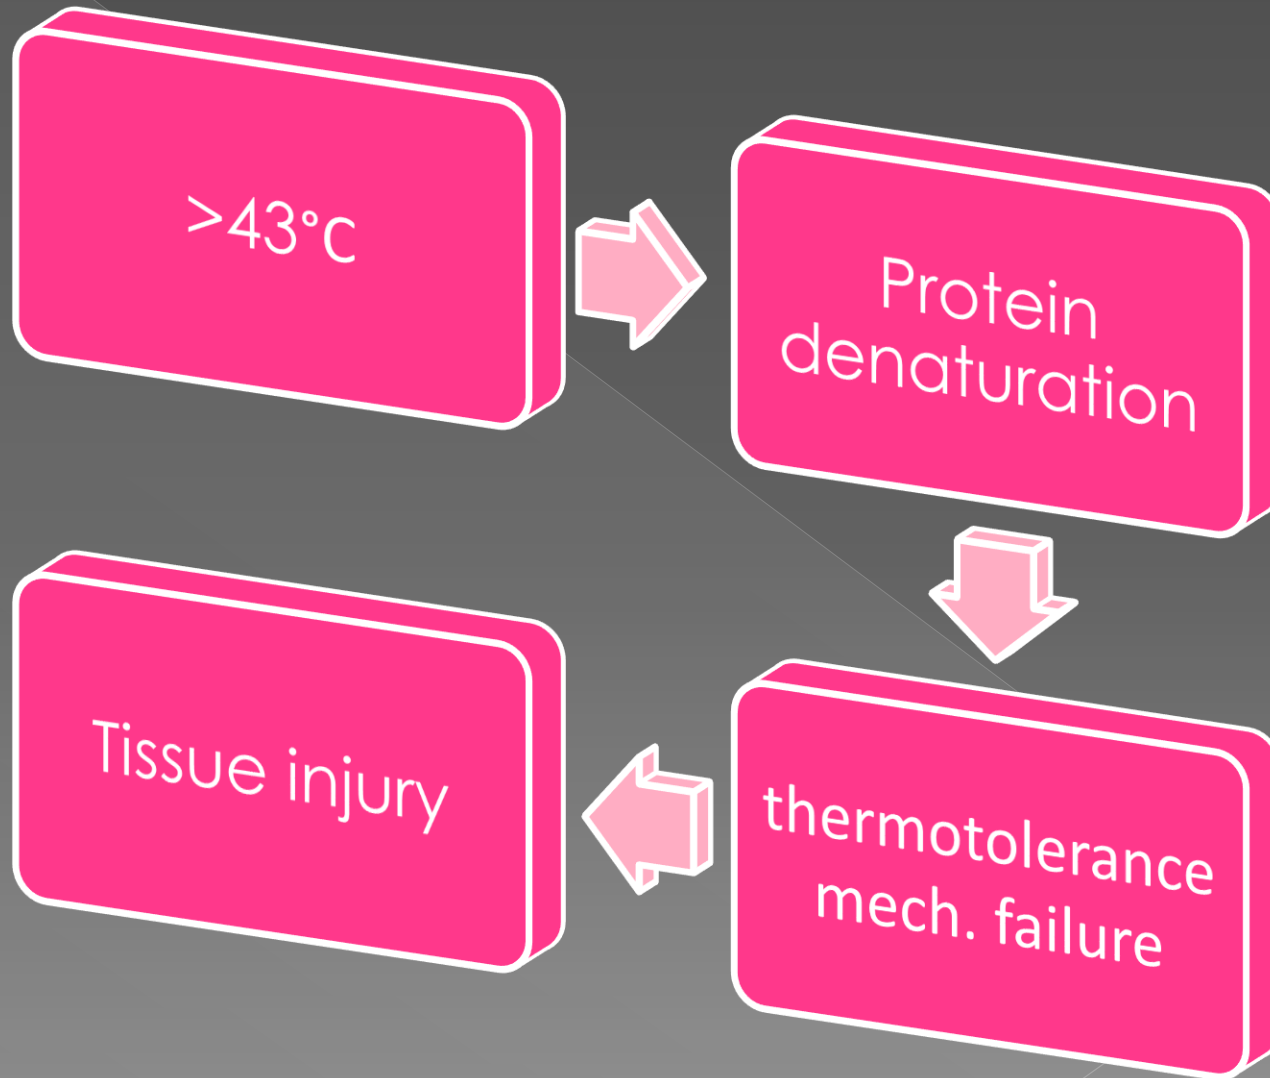 >43°C
Protein
denaturation
thermotolerance
mech. failure
Tissue injury